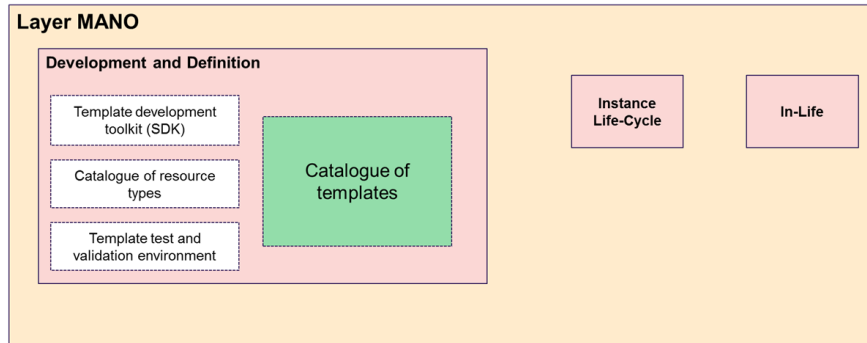 Layer MANO
Development and Definition
Template development
toolkit (SDK)
Catalogue of resource
types
Template test and
validation environment
Catalogue of
templates
Instance
Life-Cycle
In-Life